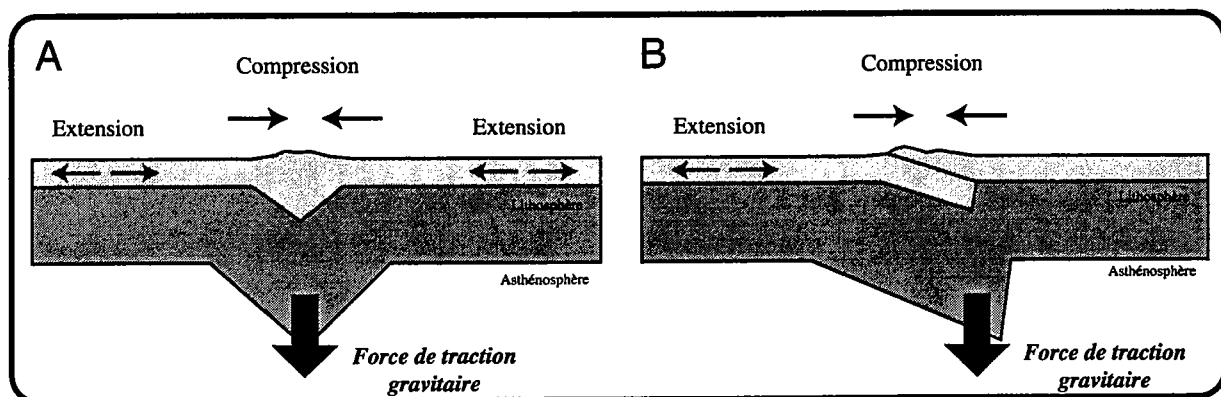 A
Compression
Extension
Extension
Lithosphère
Asthénosphère
Force de traction
gravitaire
B
Compression
Extension
Lithosphère
Asthénosphère
Force de traction
gravitaire